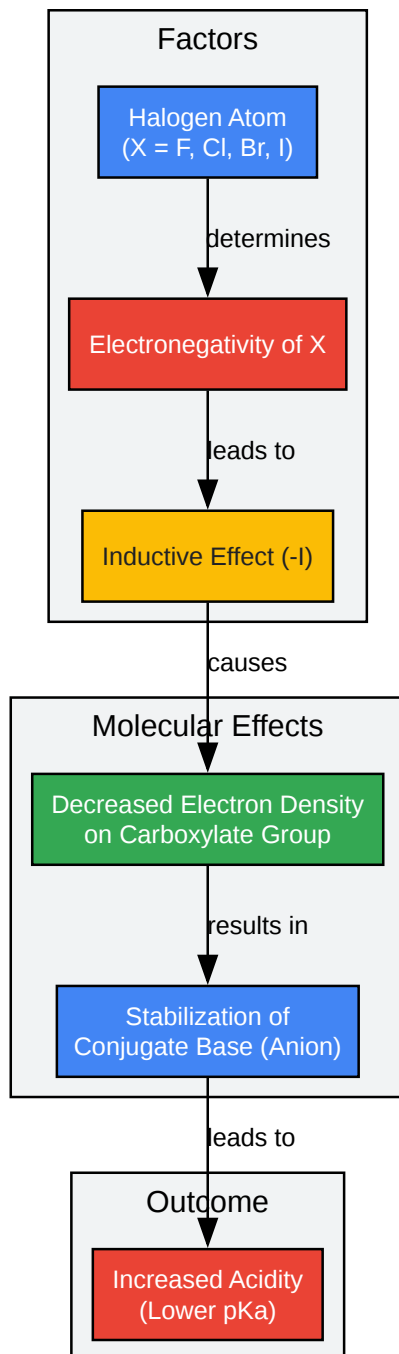 Factors
Halogen Atom
(X = F, Cl, Br, I)
determines
Electronegativity of X
leads to
Inductive Effect (-I)
causes
Molecular Effects
Decreased Electron Density
on Carboxylate Group
results in
Stabilization of
Conjugate Base (Anion)
leads to
Outcome
Increased Acidity
(Lower pKa)